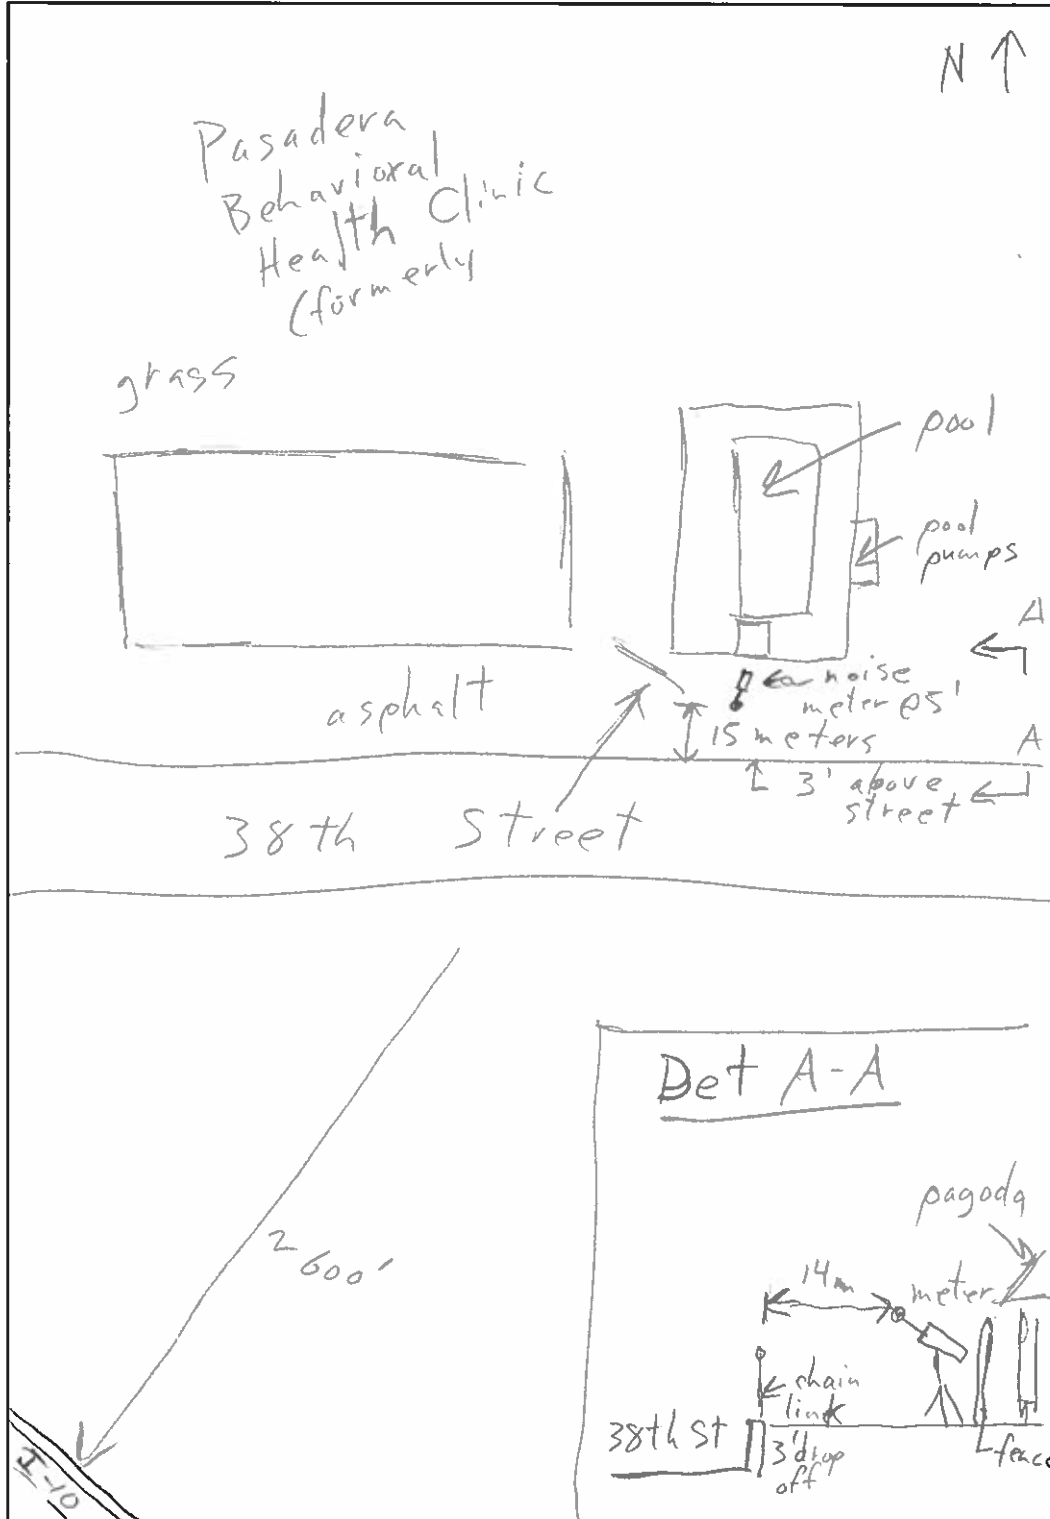 N
Pasadera
Behavioral
Health Clinic
(formerly
grass
pool
pool
pumps
A
noise
meter @5'
asphalt
15 meters
A
3' above
street
38th Street
Det A-A
pagoda
2600'
14m
meter
chain
link
38th St
3' drop
off
fence
I-10